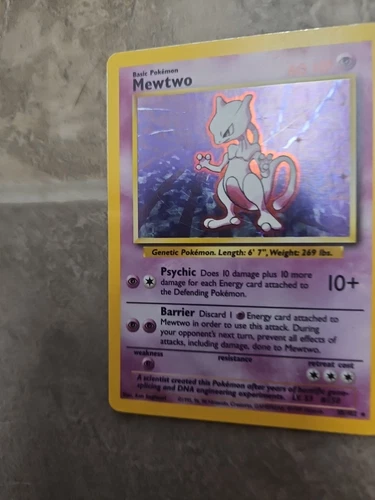 Basic Pokémon
Mewtwo
Genetic Pokémon. Length: 6' 7", Weight: 269 lbs.
Psychic Does 10 damage plus 10 more
damage for each Energy card attached to
the Defending Pokémon.
10+
Barrier Discard 1 Energy card attached to
Mewtwo in order to use this attack. During
your opponent's next turn, prevent all effects of
attacks, including damage, done to Mewtwo.
weakness
resistance
retreat cost
A scientist created this Pokémon after years of horrific gene-
splicing and DNA engineering experiments. LV. 53 #150